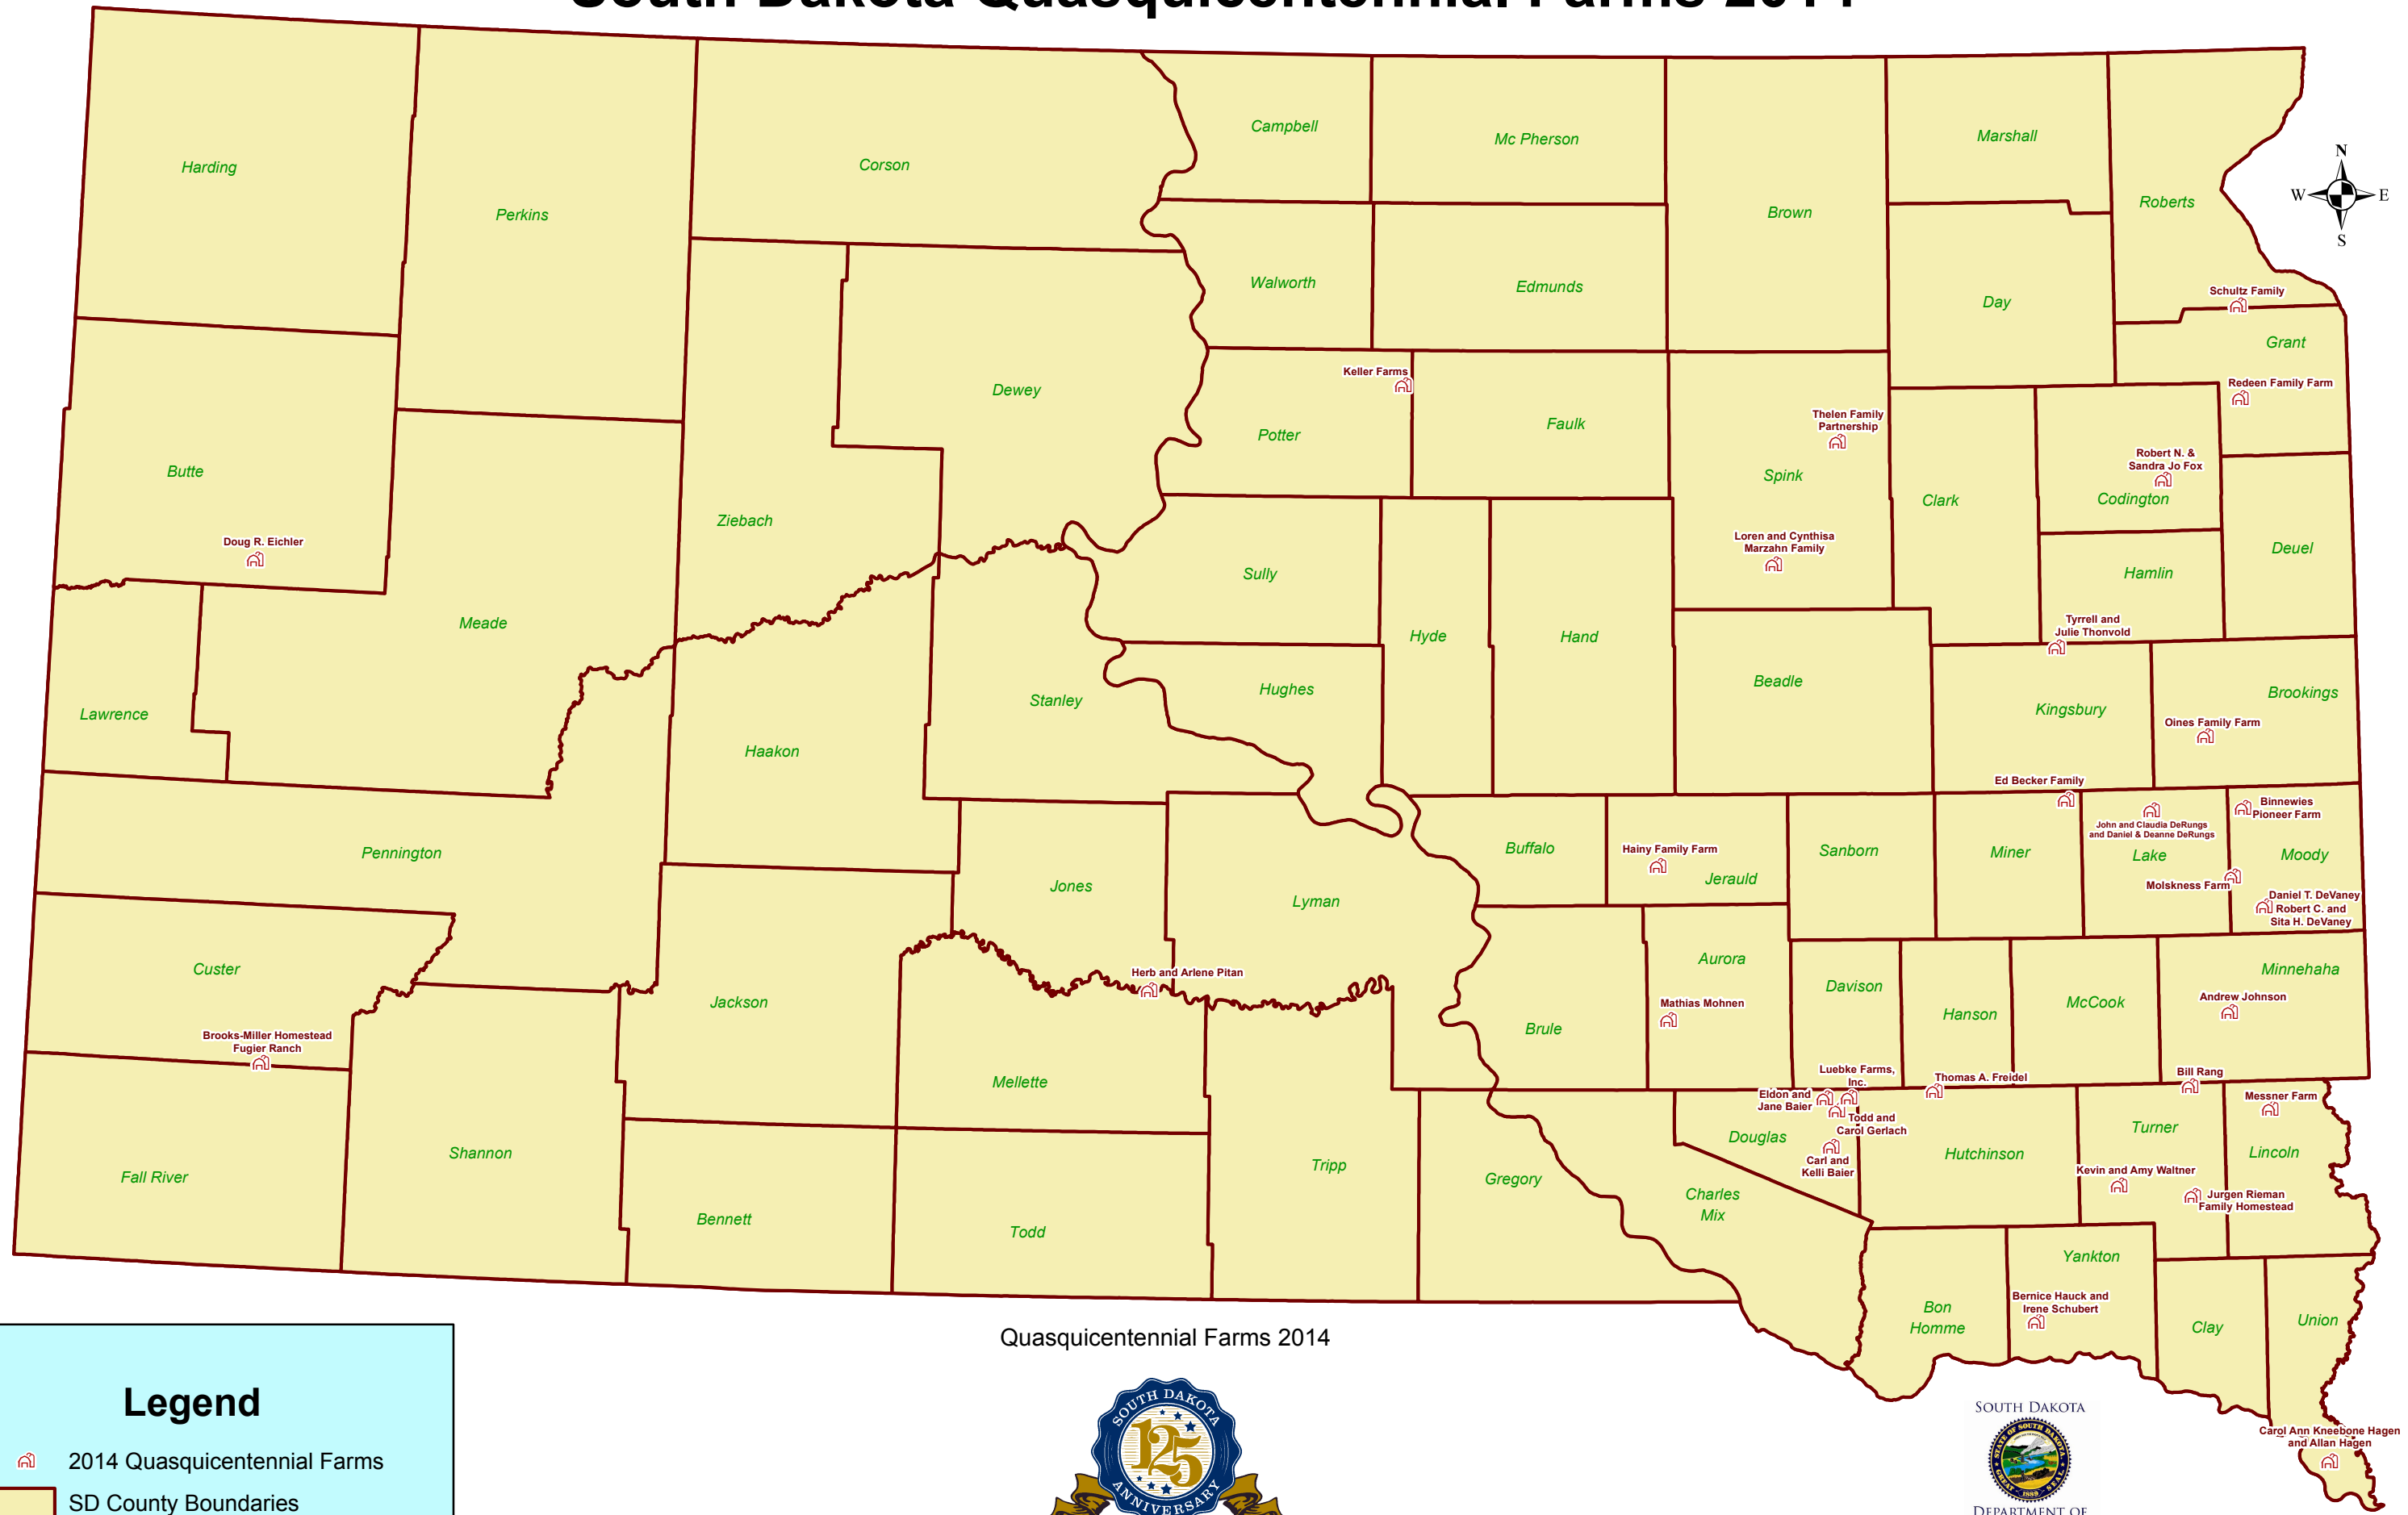 South Dakota Quasquicentennial Farms 2014
Harding
Perkins
Corson
Campbell
Mc Pherson
Brown
Marshall
Roberts
N
W
E
S
Walworth
Edmunds
Day
Schultz Family
Grant
Butte
Dewey
Keller Farms
Potter
Faulk
Thelen Family
Partnership
Spink
Redeen Family Farm
Robert N. &
Sandra Jo Fox
Codington
Clark
Doug R. Eichler
Ziebach
Loren and Cynthisa
Marzahn Family
Deuel
Hamlin
Sully
Meade
Hyde
Hand
Tyrrell and
Julie Thonvold
Lawrence
Stanley
Hughes
Beadle
Kingsbury
Brookings
Oines Family Farm
Haakon
Ed Becker Family
Binnewies
Pioneer Farm
John and Claudia DeRungs
and Daniel & Deanne DeRungs
Pennington
Buffalo
Hainy Family Farm
Jerauld
Sanborn
Miner
Lake
Moody
Jones
Lyman
Molskness Farm
Daniel T. DeVaney
Robert C. and
Sita H. DeVaney
Custer
Herb and Arlene Pitan
Aurora
Minnehaha
Jackson
Mathias Mohnen
Davison
Hanson
McCook
Andrew Johnson
Brooks-Miller Homestead
Fugier Ranch
Brule
Mellette
Luebke Farms,
Inc.
Thomas A. Freidel
Bill Rang
Eldon and
Jane Baier
Todd and
Carol Gerlach
Messner Farm
Shannon
Douglas
Hutchinson
Turner
Lincoln
Fall River
Tripp
Gregory
Carl and
Kelli Baier
Kevin and Amy Waltner
Charles
Mix
Jurgen Rieman
Family Homestead
Bennett
Todd
Yankton
Bernice Hauck and
Irene Schubert
Bon
Homme
Clay
Union
Quasquicentennial Farms 2014
Legend
2014 Quasquicentennial Farms
SD County Boundaries
SOUTH DAKOTA
125
ANNIVERSARY
SOUTH DAKOTA
DEPARTMENT OF
Carol Ann Kneebone Hagen
and Allan Hagen